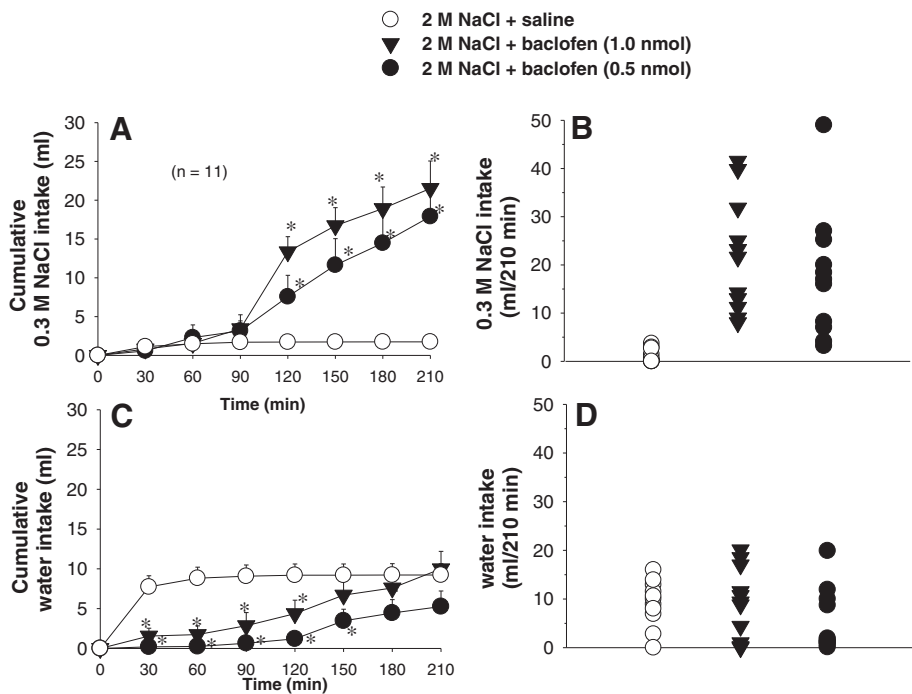 2 M NaCl + saline
2 M NaCl + baclofen (1.0 nmol)
2 M NaCl + baclofen (0.5 nmol)
A
Cumulative
0.3 M NaCl intake (ml)
30
25
20
15
10
5
0
(n = 11)
* * * *
* * * *
0 30 60 90 120 150 180 210
Time (min)
B
0.3 M NaCl intake
(ml/210 min)
50
40
30
20
10
0
C
Cumulative
water intake (ml)
30
25
20
15
10
5
0
* * * *
* * * * *
0 30 60 90 120 150 180 210
Time (min)
D
water intake
(ml/210 min)
50
40
30
20
10
0